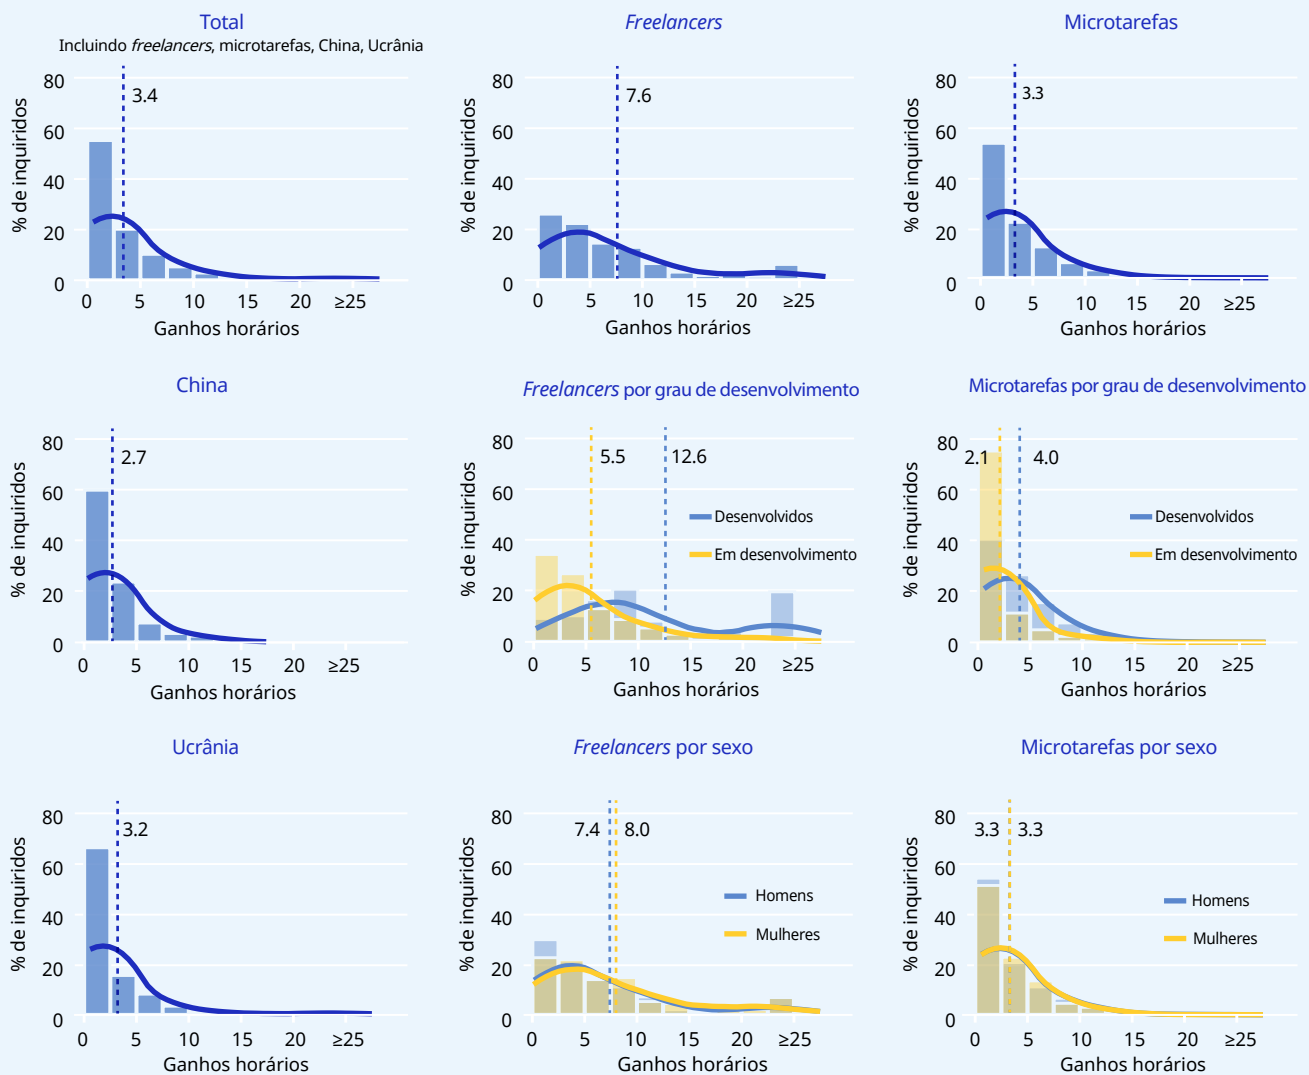 Total
Incluindo freelancers, microtarefas, China, Ucrânia
% de inquiridos
80
60
40
20
0
3.4
0 5 10 15 20 ≥25
Ganhos horários
Freelancers
% de inquiridos
80
60
40
20
0
7.6
0 5 10 15 20 ≥25
Ganhos horários
Microtarefas
% de inquiridos
80
60
40
20
0
3.3
0 5 10 15 20 ≥25
Ganhos horários
China
% de inquiridos
80
60
40
20
0
2.7
0 5 10 15 20 ≥25
Ganhos horários
Freelancers por grau de desenvolvimento
% de inquiridos
80
60
40
20
0
5.5 12.6
Desenvolvidos
Em desenvolvimento
0 5 10 15 20 ≥25
Ganhos horários
Microtarefas por grau de desenvolvimento
% de inquiridos
80
60
40
20
0
2.1 4.0
Desenvolvidos
Em desenvolvimento
0 5 10 15 20 ≥25
Ganhos horários
Ucrânia
% de inquiridos
80
60
40
20
0
3.2
0 5 10 15 20 ≥25
Ganhos horários
Freelancers por sexo
% de inquiridos
80
60
40
20
0
7.4 8.0
Homens
Mulheres
0 5 10 15 20 ≥25
Ganhos horários
Microtarefas por sexo
% de inquiridos
80
60
40
20
0
3.3 3.3
Homens
Mulheres
0 5 10 15 20 ≥25
Ganhos horários